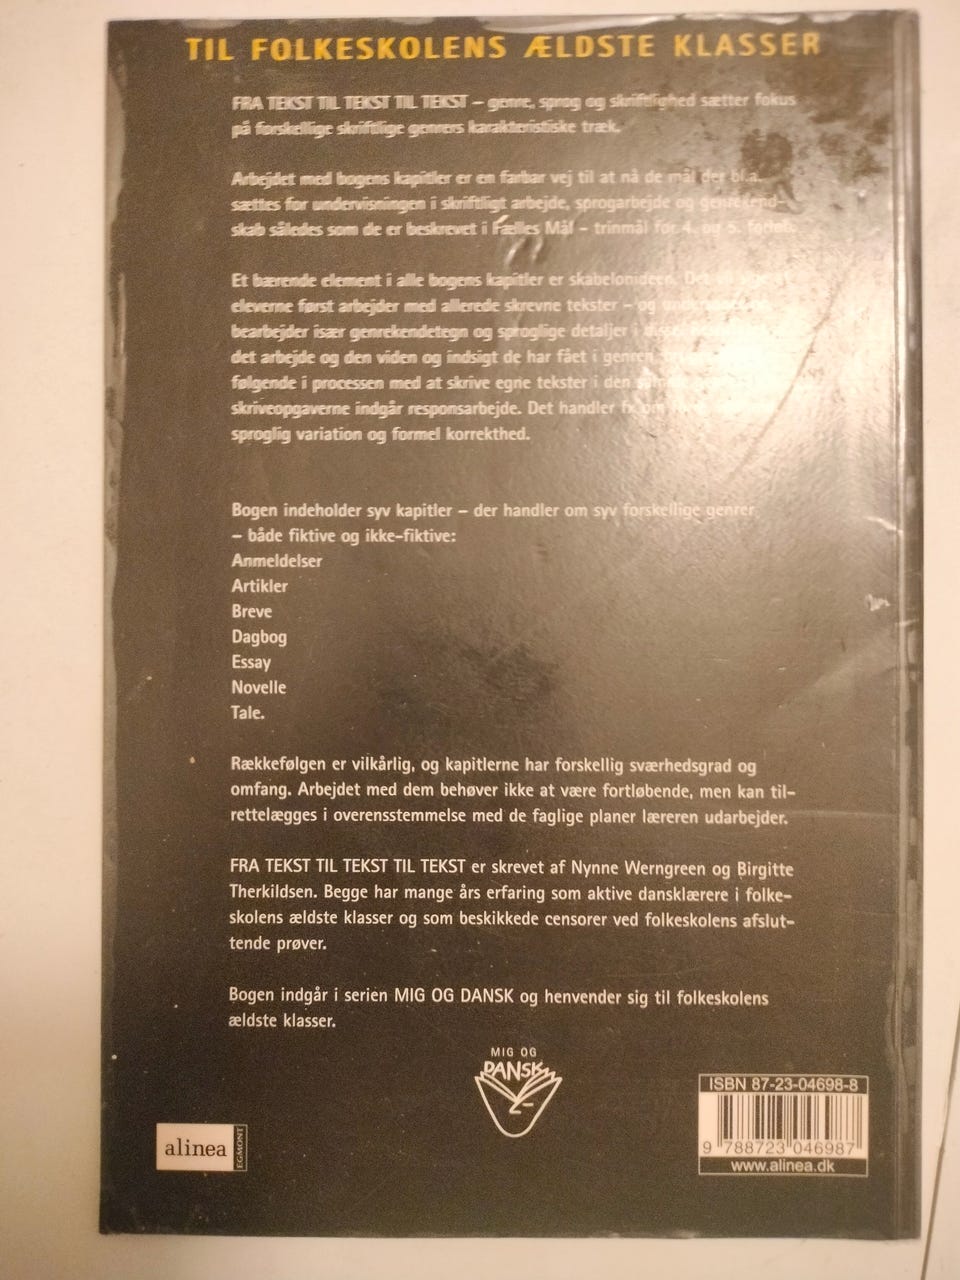 TIL FOLKESKOLENS ÆLDSTE KLASSER
FRA TEKST TIL TEKST TIL TEKST – genre, sprog og skriftlighed sætter fokus
på forskellige skriftlige genrers karakteristiske træk.
Arbejdet med bogens kapitler er en farbar vej til at nå de mål der bl.a.
sættes for undervisningen i skriftligt arbejde, sprogarbejde og genrekend-
skab således som de er beskrevet i Fælles Mål – trinmål for 4. og 5. forløb.
Et bærende element i alle bogens kapitler er skabelonideen. Det
eleverne først arbejder med allerede skrevne tekster – og
bearbejder især genrekendetegn og sproglige detaljer i
det arbejde og den viden og indsigt de har fået i genren,
følgende i processen med at skrive egne tekster i den
skriveopgaverne indgår responsarbejde. Det handler fx om
sproglig variation og formel korrekthed.
Bogen indeholder syv kapitler – der handler om syv forskellige genrer
– både fiktive og ikke-fiktive:
Anmeldelser
Artikler
Breve
Dagbog
Essay
Novelle
Tale.
Rækkefølgen er vilkårlig, og kapitlerne har forskellig sværhedsgrad og
omfang. Arbejdet med dem behøver ikke at være fortløbende, men kan til-
rettelægges i overensstemmelse med de faglige planer læreren udarbejder.
FRA TEKST TIL TEKST TIL TEKST er skrevet af Nynne Werngreen og Birgitte
Therkildsen. Begge har mange års erfaring som aktive dansklærere i folke-
skolens ældste klasser og som beskikkede censorer ved folkeskolens afslut-
tende prøver.
Bogen indgår i serien MIG OG DANSK og henvender sig til folkeskolens
ældste klasser.
MIG OG
DANSK
alinea
EGMONT
ISBN 87-23-04698-8
9 788723 046987
www.alinea.dk